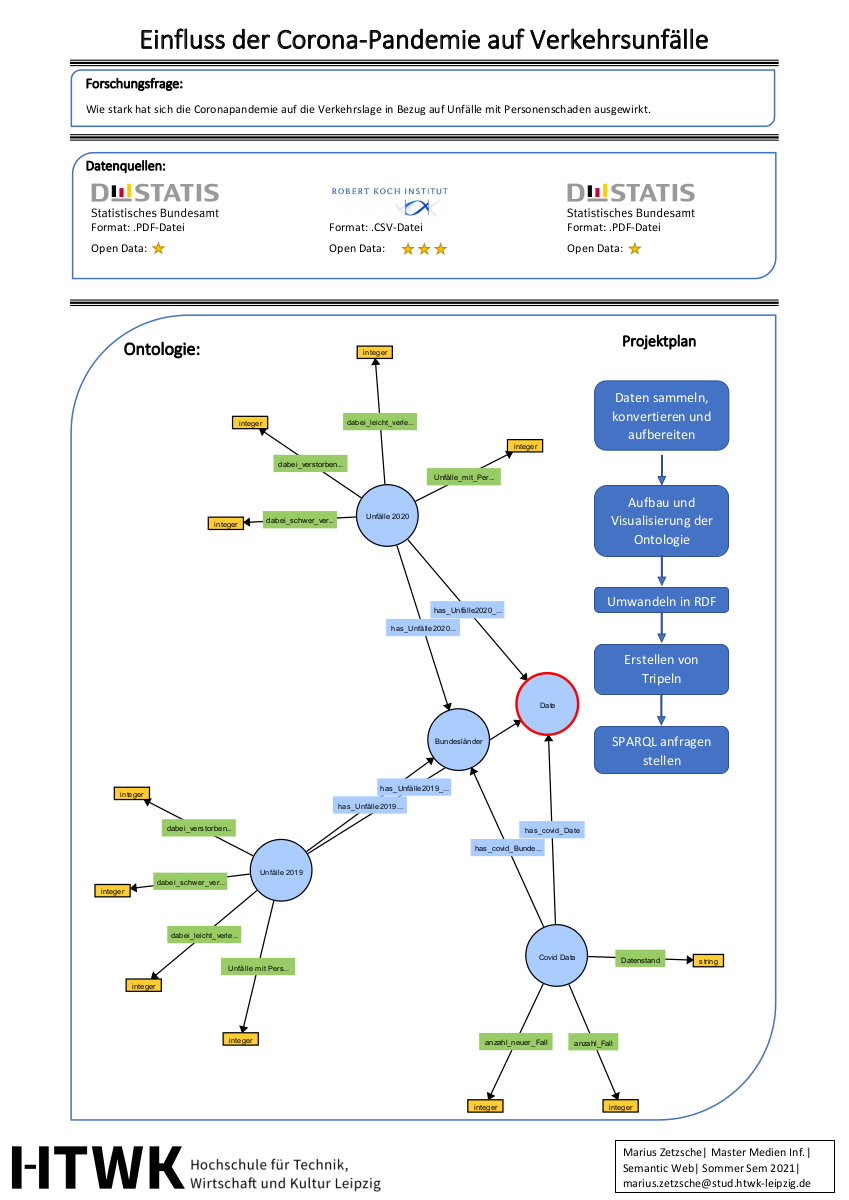 Einfluss der Corona-Pandemie auf Verkehrsunfälle
Forschungsfrage:
Wie stark hat sich die Coronapandemie auf die Verkehrslage in Bezug auf Unfälle mit Personenschaden ausgewirkt.
Datenquellen:
DESTATIS
Statistisches Bundesamt
Format: .PDF-Datei
Open Data:
ROBERT KOCH INSTITUT
Format: .CSV-Datei
Open Data:
DESTATIS
Statistisches Bundesamt
Format: .PDF-Datei
Open Data:
Ontologie:
integer
dabei_leicht_verle...
integer
dabei_verstorben...
integer
Unfälle_mit_Per...
integer
dabei_schwer_ver...
Unfälle 2020
has_Unfälle2020_...
has_Unfälle2020...
Date
Bundesländer
has_Unfälle2019_...
has_Unfälle2019...
integer
dabei_verstorben..
integer
dabei_schwer_ver...
Unfälle 2019
dabei_leicht_verle...
integer
Unfälle mit Pers...
integer
has_covid_Date
has_covid_Bunde...
Covid Data
Datenstand
string
anzahl_neuer_Fall
anzahl_Fall
integer
integer
Projektplan
Daten sammeln,
konvertieren und
aufbereiten
Aufbau und
Visualisierung der
Ontologie
Umwandeln in RDF
Erstellen von
Tripeln
SPARQL anfragen
stellen
HTWK
Hochschule für Technik,
Wirtschaft und Kultur Leipzig
Marius Zetzsche| Master Medien Inf. |
Semantic Web| Sommer Sem 2021|
marius.zetzsche@stud.htwk-leipzig.de